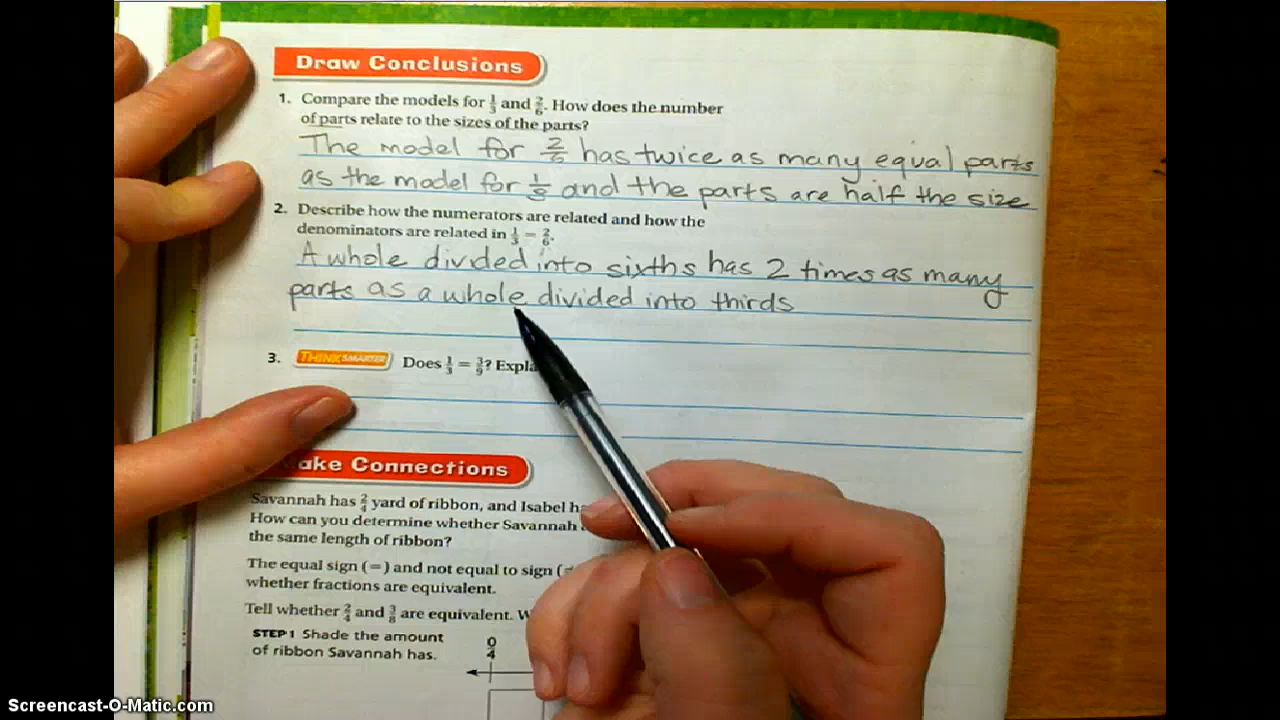 Draw Conclusions
1. Compare the models for 1/3 and 2/6. How does the number
of parts relate to the sizes of the parts?
The model for 2/6 has twice as many equal parts
as the model for 1/3 and the parts are half the size
2. Describe how the numerators are related and how the
denominators are related in 1/3 = 2/6.
A whole divided into sixths has 2 times as many
parts as a whole divided into thirds
3. THINK SMARTER Does 1/3 = 3/9? Expla
ake Connections
Savannah has 2/4 yard of ribbon, and Isabel h
How can you determine whether Savannah
the same length of ribbon?
The equal sign (=) and not equal to sign (
whether fractions are equivalent.
Tell whether 2/4 and 3/8 are equivalent. W
STEP 1 Shade the amount
of ribbon Savannah has.
0/4
Screencast-O-Matic.com